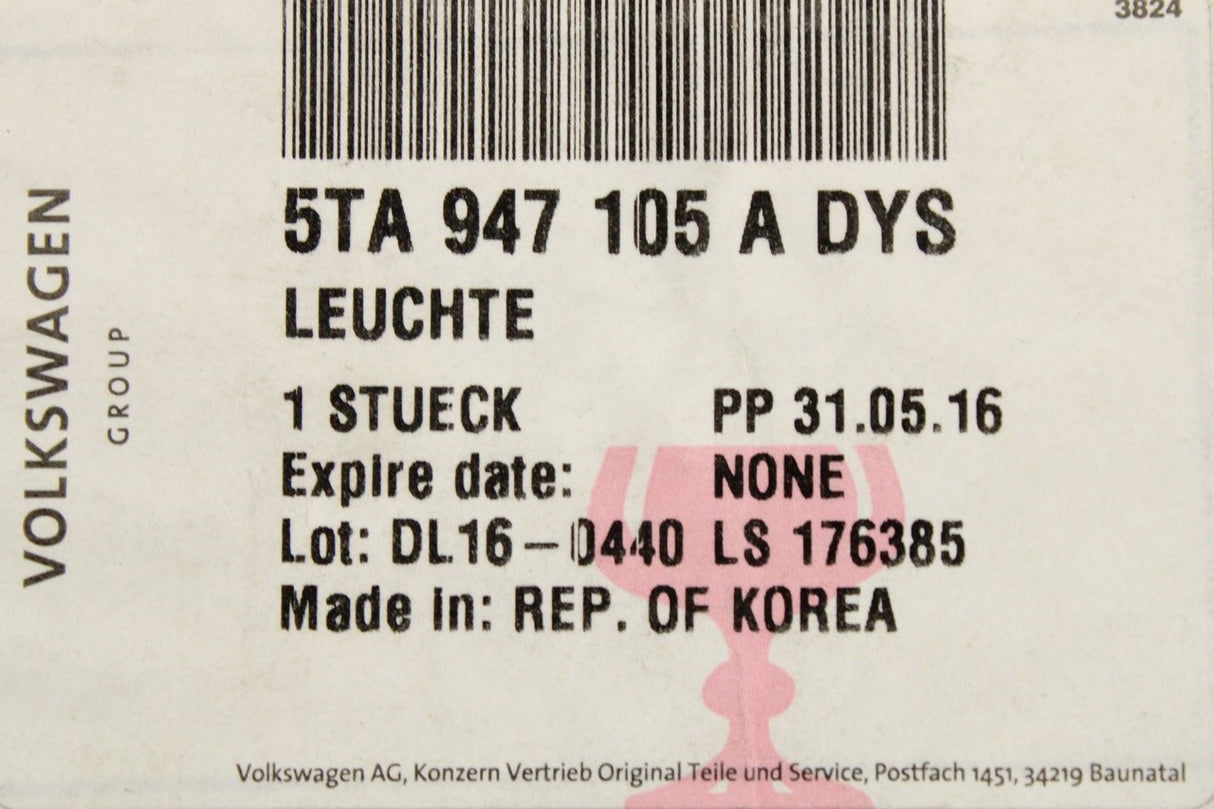 3824
5TA 947 105 A DYS
LEUCHTE
1 STUECK PP 31.05.16
Expire date: NONE
Lot: DL16-0440 LS 176385
Made in: REP. OF KOREA
VOLKSWAGEN
GROUP
Volkswagen AG, Konzern Vertrieb Original Teile und Service, Postfach 1451, 34219 Baunatal